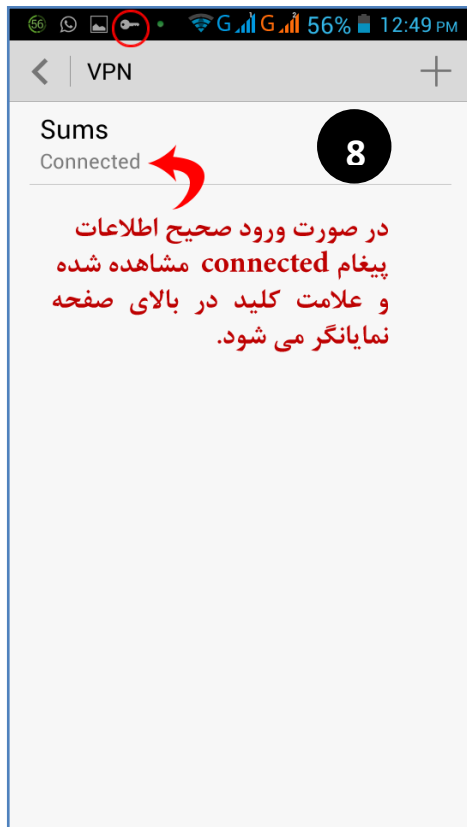 56 G G 56% 12:49 PM
VPN
Sums
Connected
8
در صورت ورود صحیح اطلاعات
پیغام connected مشاهده شده
و علامت کلید در بالای صفحه
نمایانگر می شود.